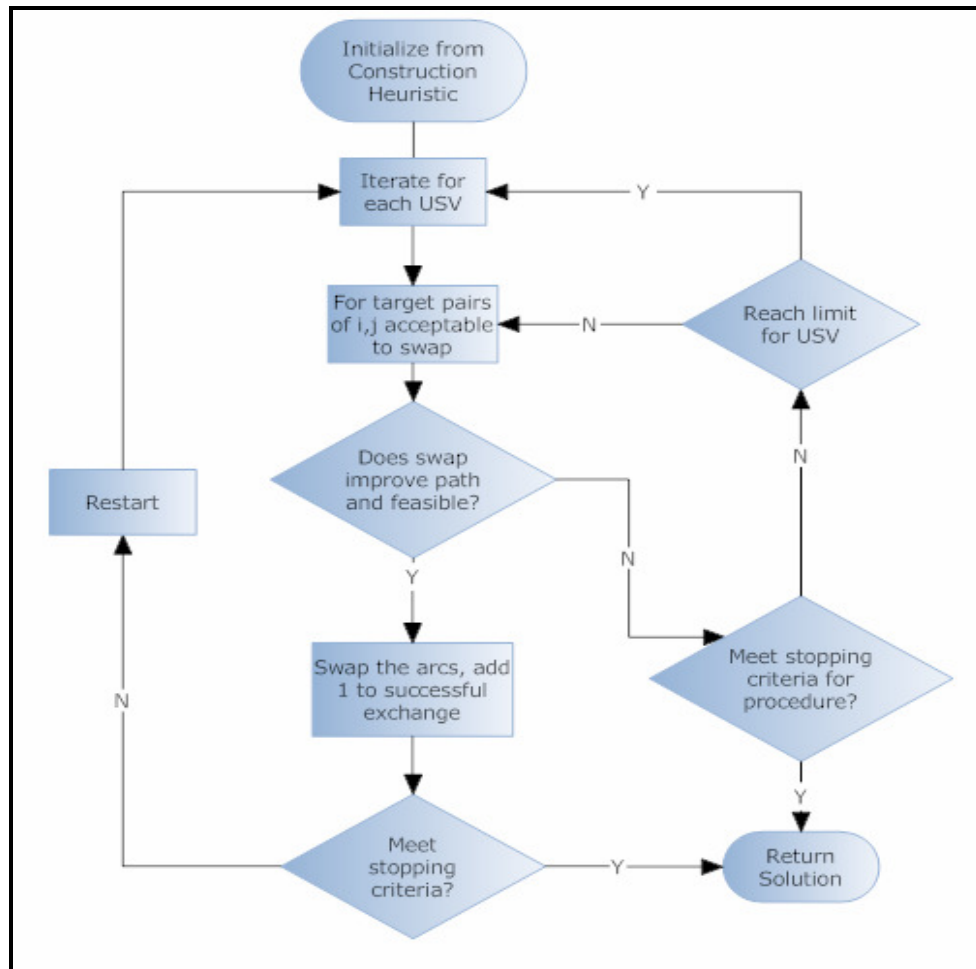 Initialize from
Construction
Heuristic
Iterate for
each USV
Y
For target pairs
of i,j acceptable
to swap
N
Reach limit
for USV
Does swap
improve path
and feasible?
Restart
N
N
Y
Swap the arcs, add
1 to successful
exchange
Meet stopping
criteria for
procedure?
N
Y
Meet
stopping
criteria?
Y
Return
Solution